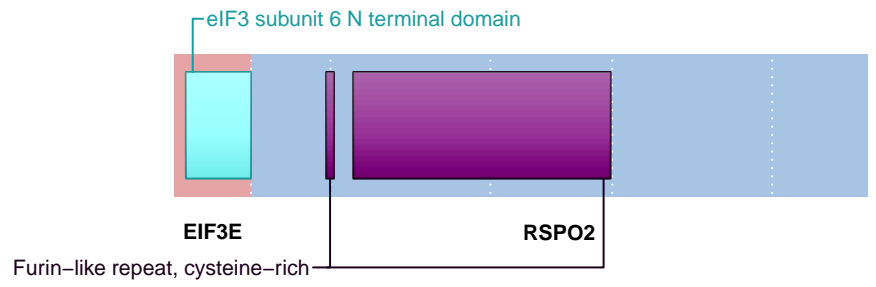 eIF3 subunit 6 N terminal domain
EIF3E
RSPO2
Furin−like repeat, cysteine−rich